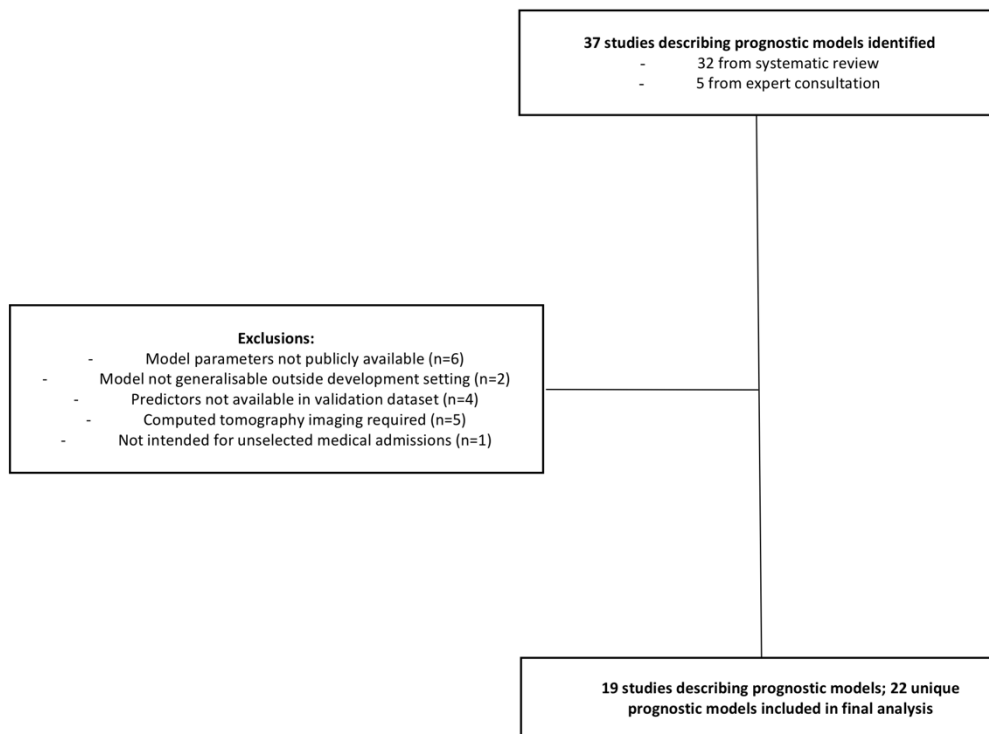 37 studies describing prognostic models identified
- 32 from systematic review
- 5 from expert consultation
Exclusions:
- Model parameters not publicly available (n=6)
- Model not generalisable outside development setting (n=2)
- Predictors not available in validation dataset (n=4)
- Computed tomography imaging required (n=5)
- Not intended for unselected medical admissions (n=1)
19 studies describing prognostic models; 22 unique
prognostic models included in final analysis